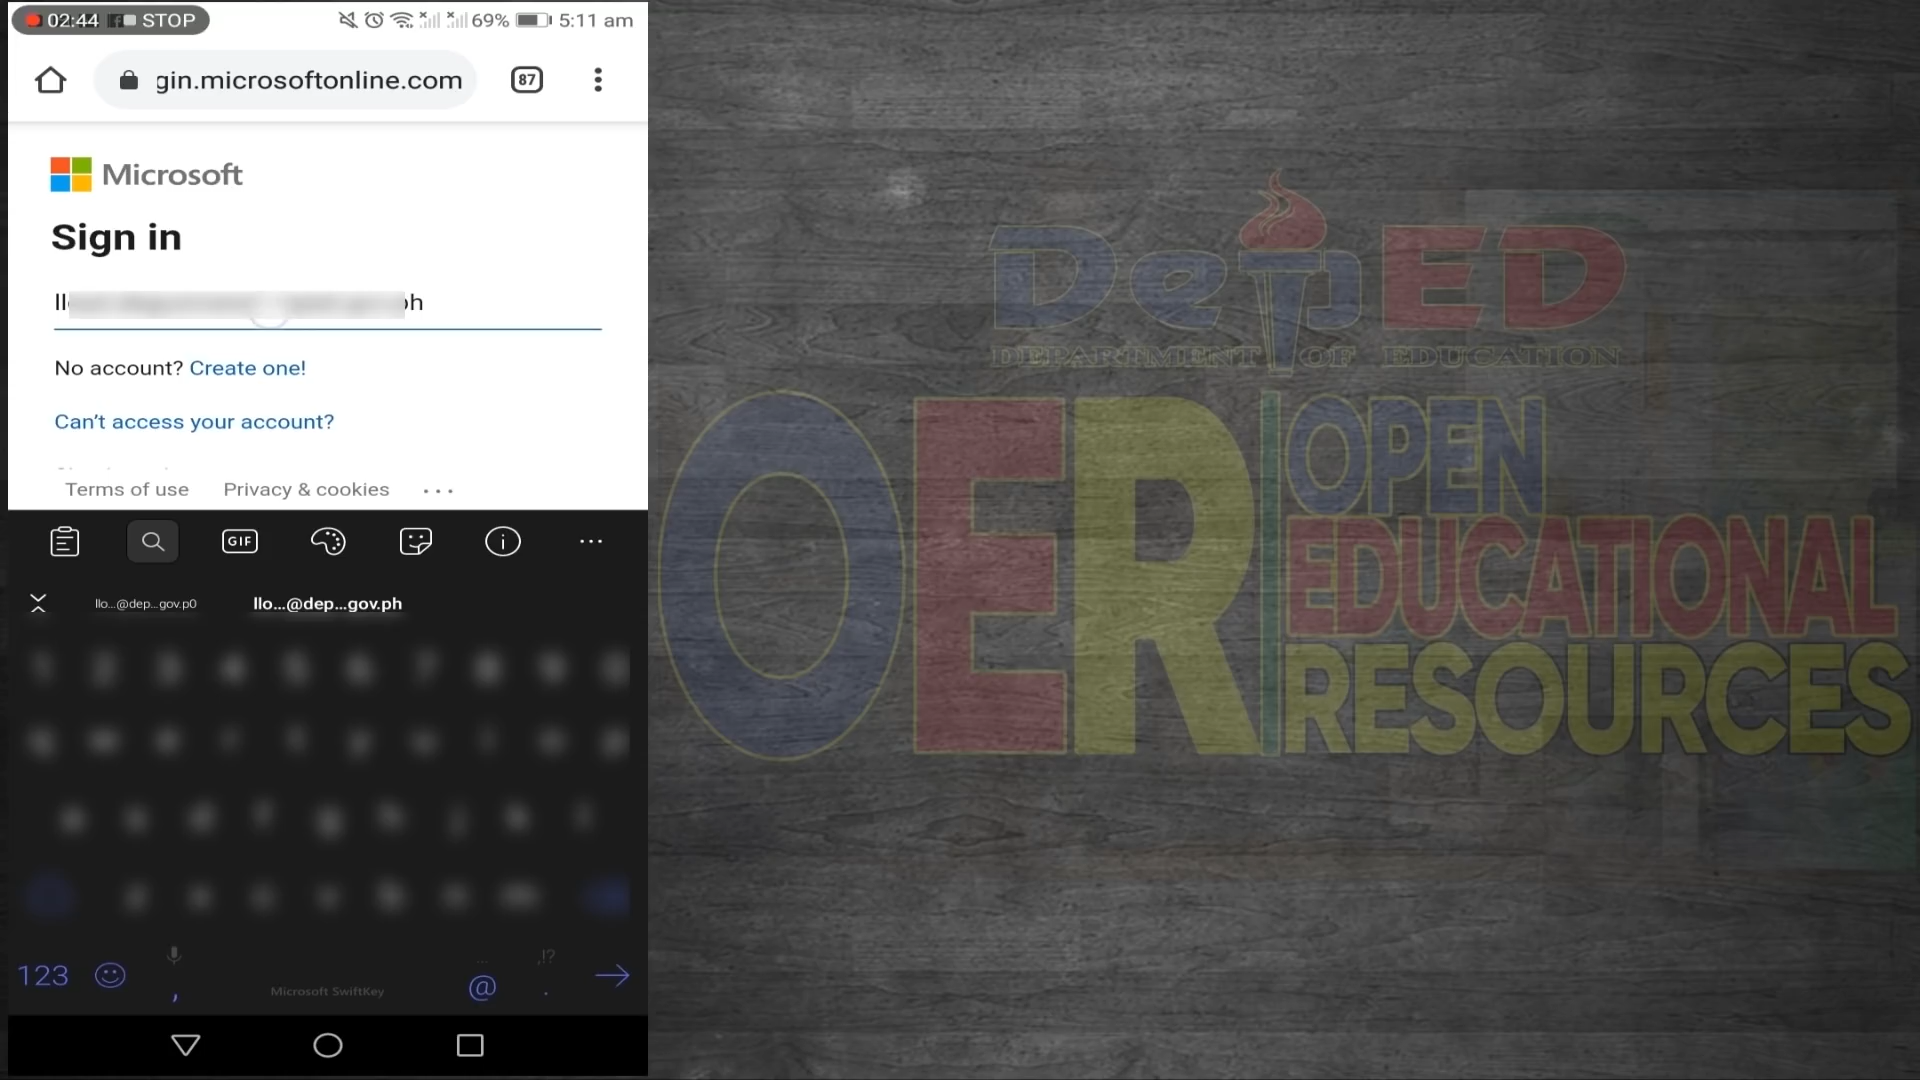 02:44 STOP
69% 5:11 am
gin.microsoftonline.com
87
Microsoft
Sign in
No account? Create one!
Can't access your account?
Terms of use Privacy & cookies ...
GIF
llo...@dep...gov.p0 llo...@dep...gov.ph
123 , Microsoft SwiftKey @ ,!? .
DepED
DEPARTMENT OF EDUCATION
OER OPEN
EDUCATIONAL
RESOURCES